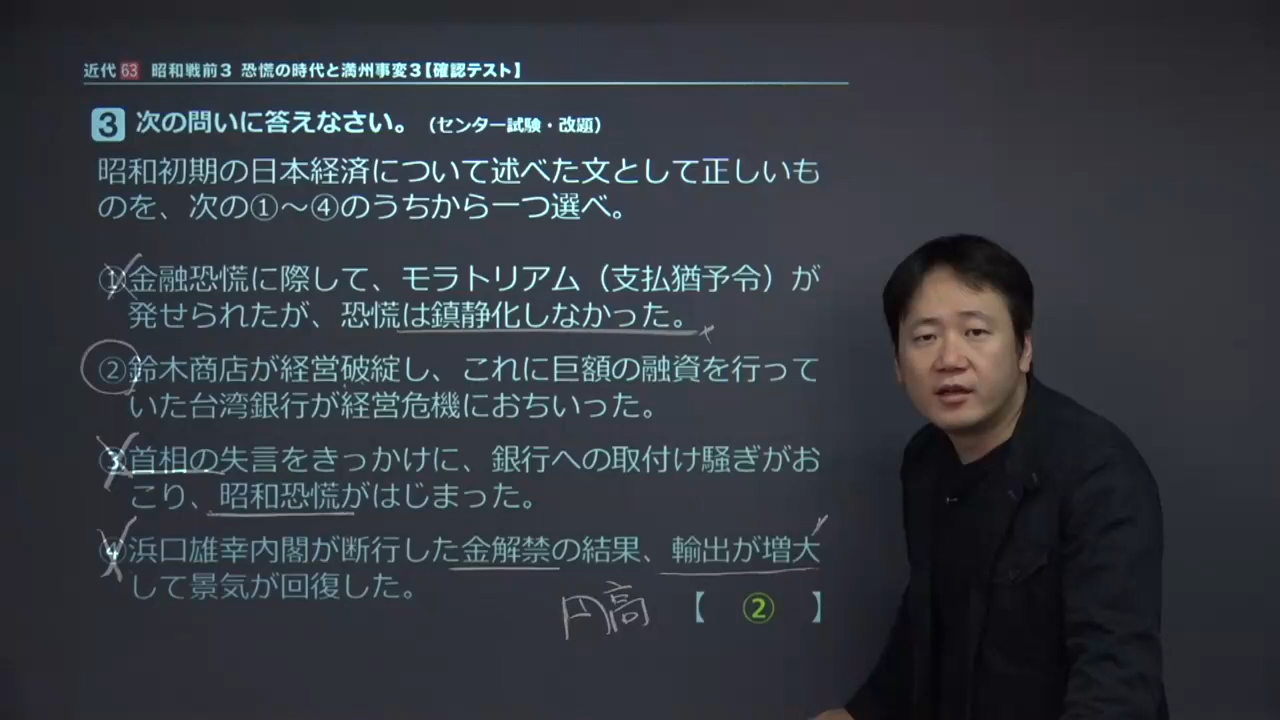 近代 63 昭和戦前3 恐慌の時代と満州事変3【確認テスト】
3 次の問いに答えなさい。（センター試験・改題）
昭和初期の日本経済について述べた文として正しいも
のを、次の①～④のうちから一つ選べ。
①金融恐慌に際して、モラトリアム（支払猶予令）が
発せられたが、恐慌は鎮静化しなかった。
②鈴木商店が経営破綻し、これに巨額の融資を行って
いた台湾銀行が経営危機におちいった。
③首相の失言をきっかけに、銀行への取付け騒ぎがお
こり、昭和恐慌がはじまった。
④浜口雄幸内閣が断行した金解禁の結果、輸出が増大
して景気が回復した。
円高 【 ② 】